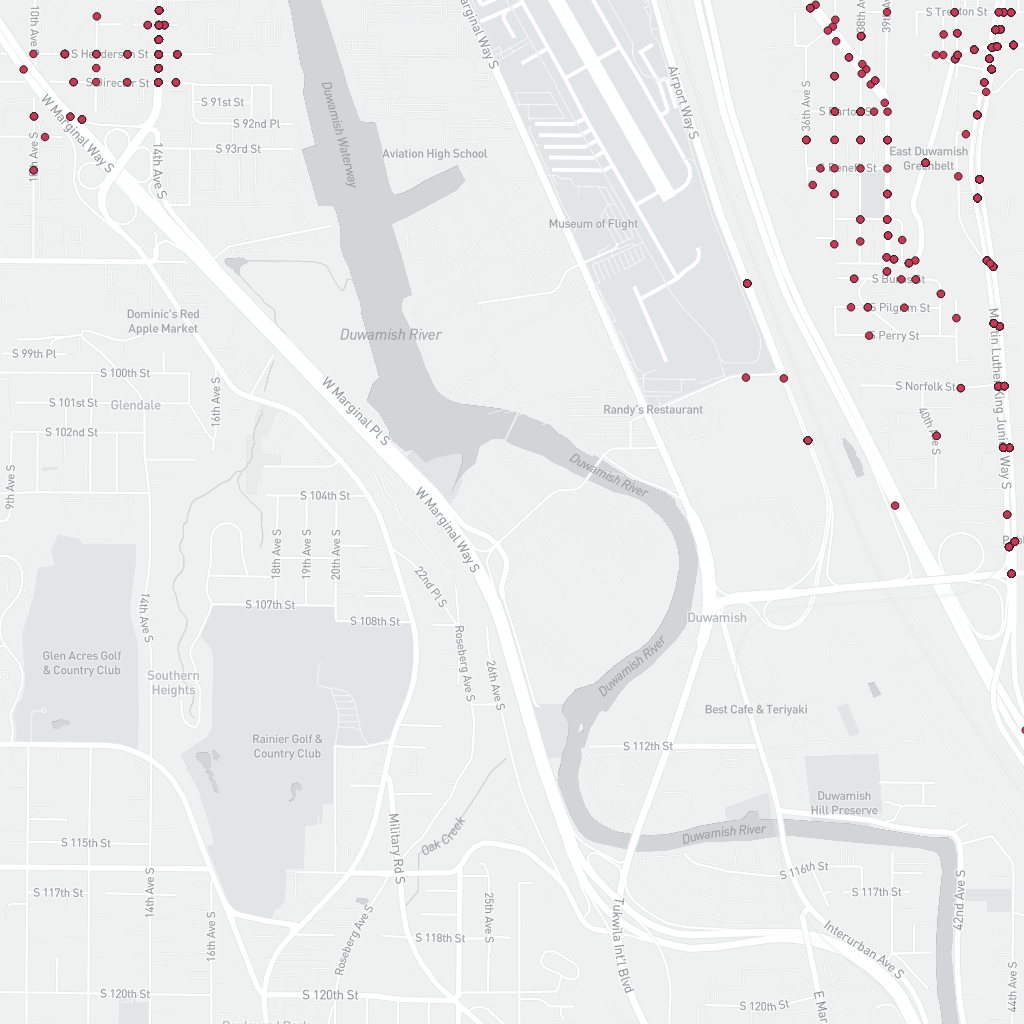 10th Ave S
38th Ave S
39th Ave S
S Trenton St
S Henderson St
S Director St
S 91st St
S 92nd Pl
S 93rd St
W Marginal Way S
14th Ave S
Duwamish Waterway
Marginal Way S
Airport Way S
36th Ave S
S Barton St
East Duwamish
Greenbelt
S Benefit St
Aviation High School
Museum of Flight
S Burns St
S Pilgrim St
S Perry St
Dominic's Red
Apple Market
Duwamish River
S 99th Pl
S 100th St
S 101st St
Glendale
S 102nd St
16th Ave S
W Marginal Pl S
Randy's Restaurant
S Norfolk St
40th Ave S
Martin Luther King Junior Way S
9th Ave S
S 104th St
Duwamish River
W Marginal Way S
18th Ave S
19th Ave S
20th Ave S
22nd Pl S
S 107th St
S 108th St
14th Ave S
Duwamish
Glen Acres Golf
& Country Club
Southern
Heights
Roseberg Ave S
26th Ave S
Duwamish River
Best Cafe & Teriyaki
Rainier Golf &
Country Club
S 112th St
Duwamish
Hill Preserve
Military Rd S
Oak Creek
Duwamish River
S 115th St
S 116th St
S 117th St
S 117th St
14th Ave S
16th Ave S
Roseberg Ave S
25th Ave S
S 118th St
Tukwila Int'l Blvd
Interurban Ave S
42nd Ave S
S 120th St
S 120th St
S 120th St
E Mar
44th Ave S